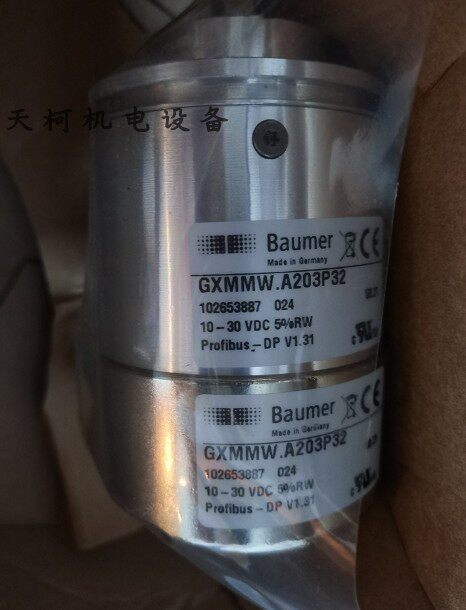 天柯机电设备
Baumer
Made in Germany
GXMMW.A203P32
102653887 024
10-30 VDC 5%RW
Profibus-DP V1.31
Baumer
Made in Germany
GXMMW.A203P32
102653887 024
10-30 VDC 5%RW
Profibus-DP V1.31